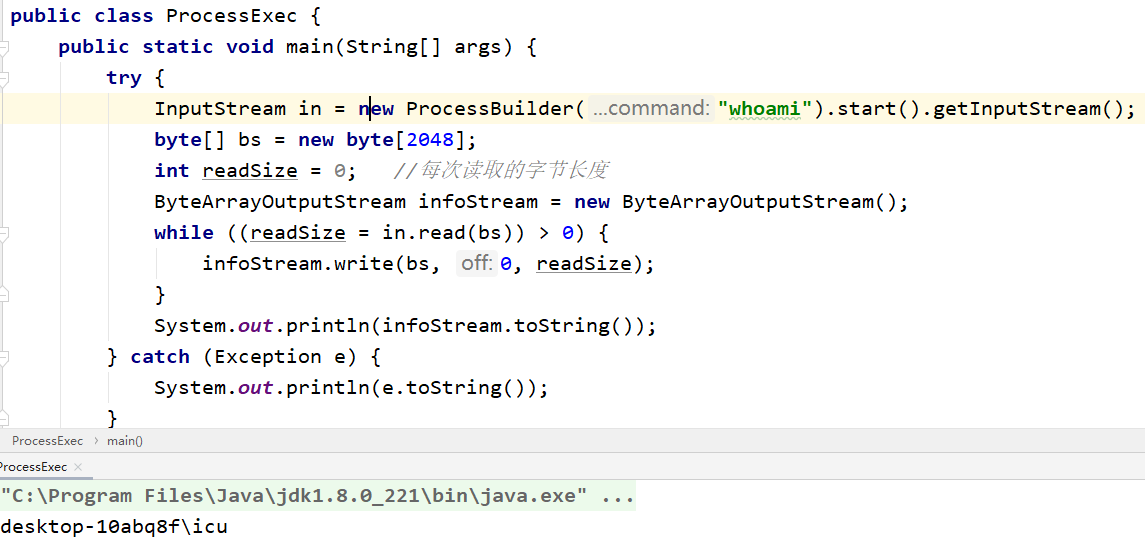 public class ProcessExec {
public static void main(String[] args) {
try {
InputStream in = new ProcessBuilder( ...command: "whoami").start().getInputStream();
byte[] bs = new byte[2048];
int readSize = 0;   //每次读取的字节长度
ByteArrayOutputStream infoStream = new ByteArrayOutputStream();
while ((readSize = in.read(bs)) > 0) {
infoStream.write(bs, off: 0, readSize);
}
System.out.println(infoStream.toString());
} catch (Exception e) {
System.out.println(e.toString());
}
ProcessExec › main()
ProcessExec ×
"C:\Program Files\Java\jdk1.8.0_221\bin\java.exe" ...
desktop-10abq8f\icu